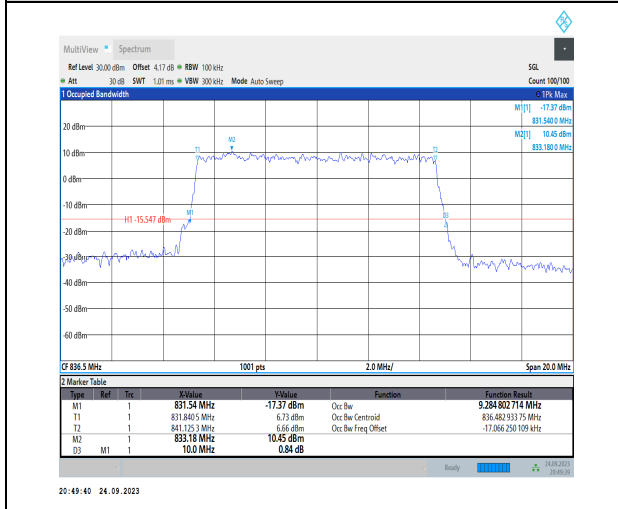 MultiView Spectrum
Ref Level 30.00 dBm Offset 4.17 dB RBW 100 kHz SGL
Att 30 dB SWT 1.01 ms VBW 300 kHz Mode Auto Sweep Count 100/100
1 Occupied Bandwidth 1Pk Max
M1[1] -17.37 dBm
831.540 0 MHz
M2[1] 10.45 dBm
833.180 0 MHz
20 dBm
M2
T1 T2
10 dBm
0 dBm
-10 dBm
M1
D3
H1 -15.547 dBm
-20 dBm
-30 dBm
-40 dBm
-50 dBm
-60 dBm
CF 836.5 MHz 1001 pts 2.0 MHz/ Span 20.0 MHz
2 Marker Table
Type Ref Trc X-Value Y-Value Function Function Result
M1 1 831.54 MHz -17.37 dBm Occ Bw 9.284 802 714 MHz
T1 1 831.840 5 MHz 6.73 dBm Occ Bw Centroid 836.482 933 75 MHz
T2 1 841.125 3 MHz 6.66 dBm Occ Bw Freq Offset -17.066 250 109 kHz
M2 1 833.18 MHz 10.45 dBm
D3 M1 1 10.0 MHz 0.84 dB
Ready 24.09.2023
20:49:39
20:49:40 24.09.2023